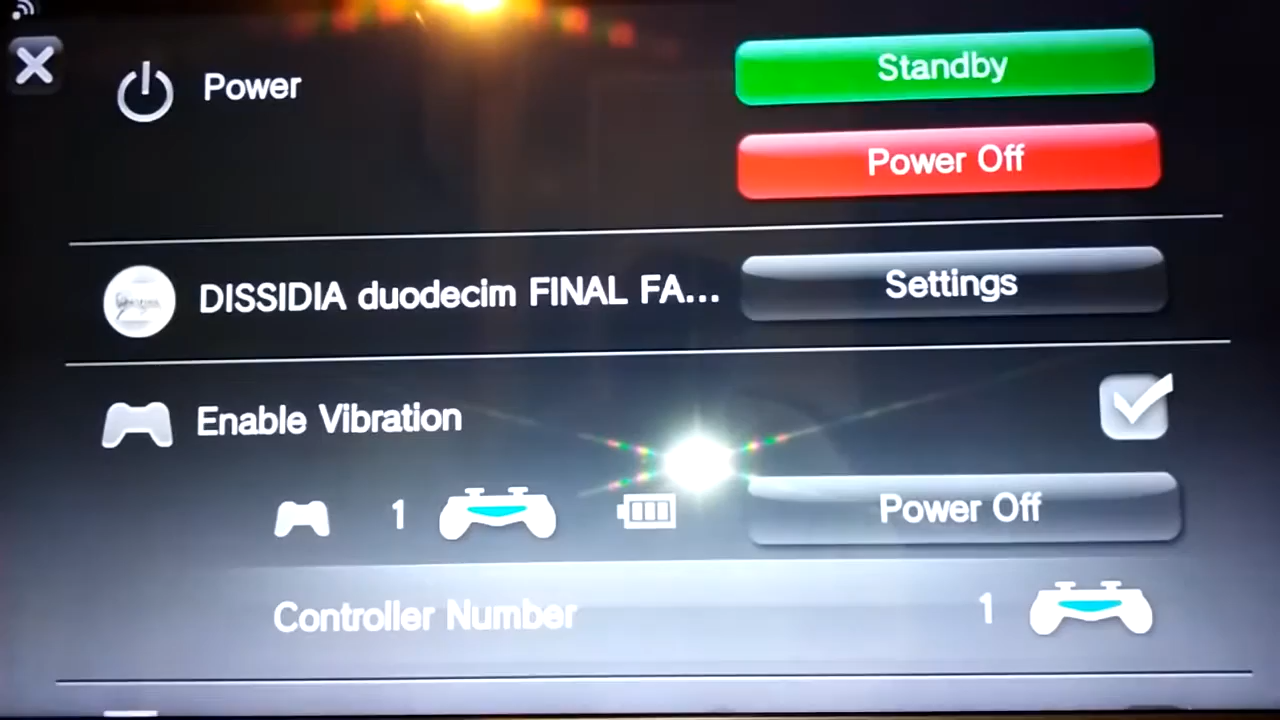 Power
Standby
Power Off
DISSIDIA duodecim FINAL FA...
Settings
Enable Vibration
1
Power Off
Controller Number
1